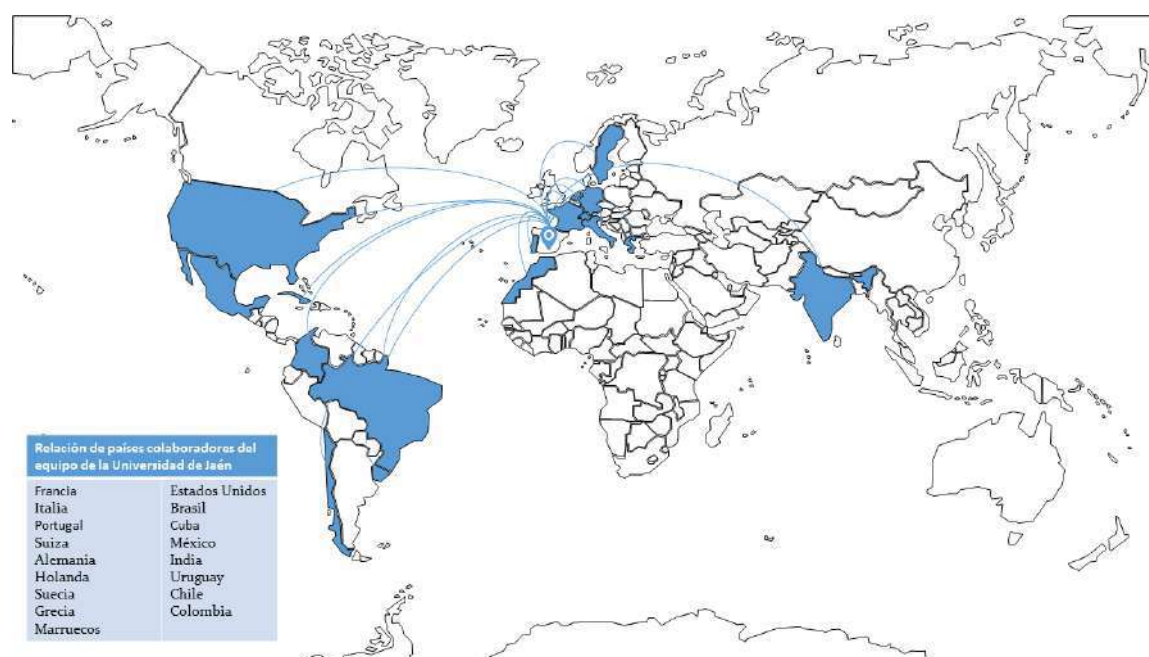 Relación de países colaboradores del
equipo de la Universidad de Jaén
Francia
Italia
Portugal
Suiza
Alemania
Holanda
Suecia
Grecia
Marruecos
Estados Unidos
Brasil
Cuba
México
India
Uruguay
Chile
Colombia